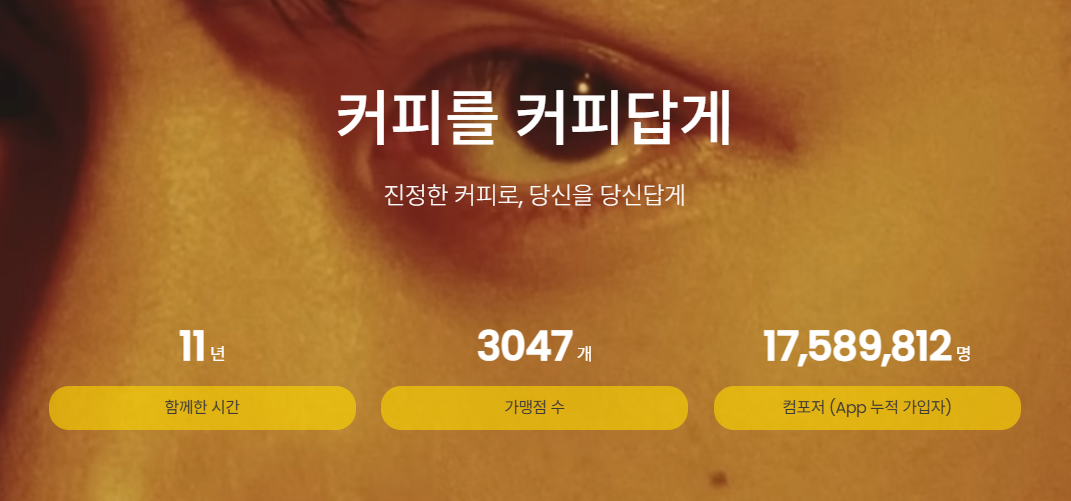 커피를 커피답게
진정한 커피로, 당신을 당신답게
11 년
3047 개
17,589,812 명
함께한 시간
가맹점 수
컴포저 (App 누적 가입자)